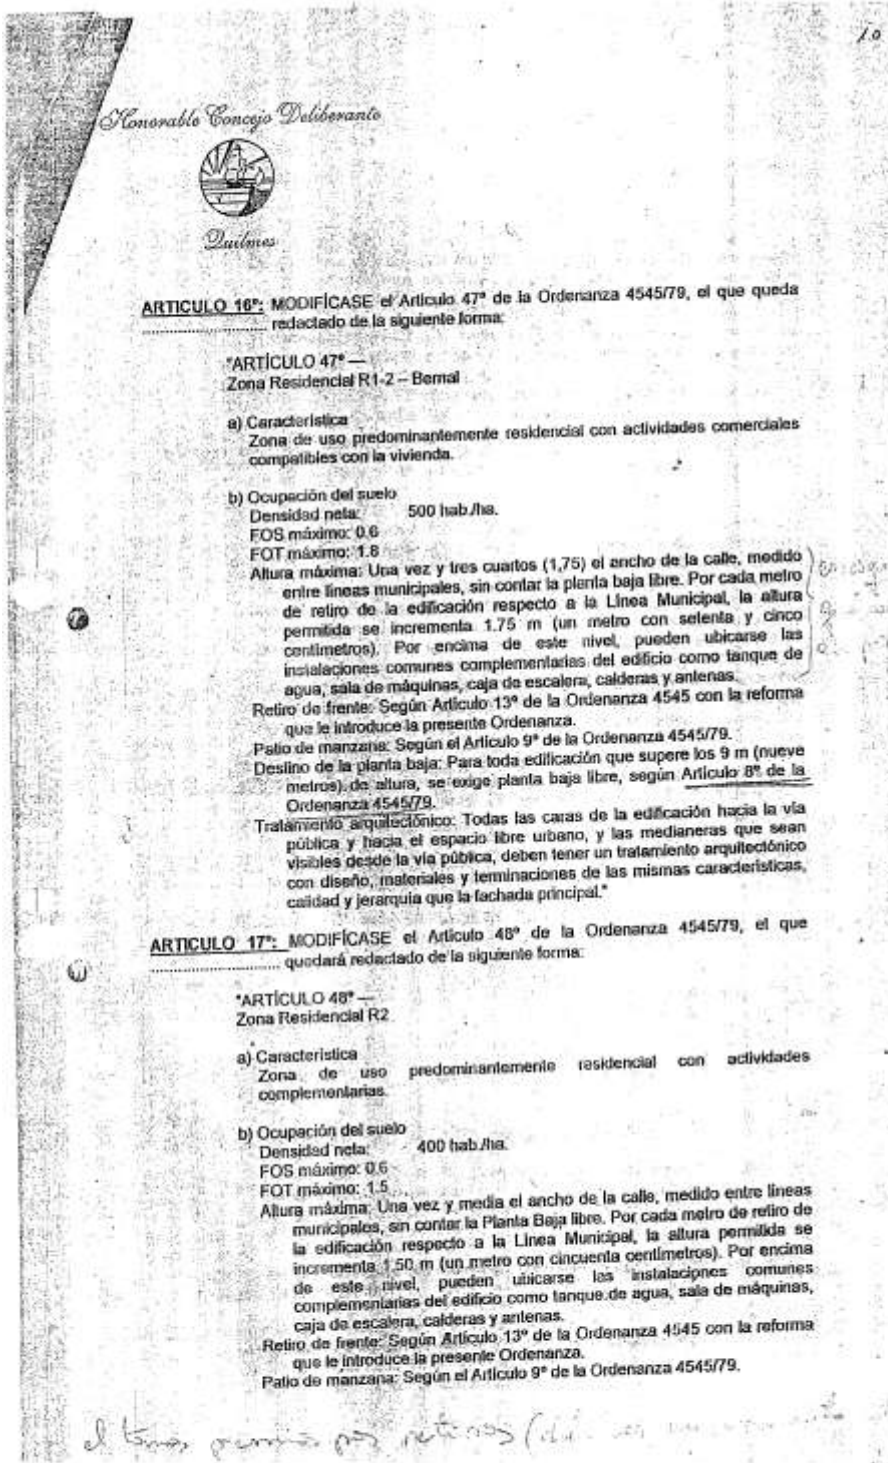 10
Honorable Concejo Deliberante
Quilmes
ARTICULO 16º: MODIFÍCASE el Artículo 47º de la Ordenanza 4545/79, el que queda
........................ redactado de la siguiente forma:
"ARTÍCULO 47º —
Zona Residencial R1-2 – Bernal
a) Característica
Zona de uso predominantemente residencial con actividades comerciales
compatibles con la vivienda.
b) Ocupación del suelo
Densidad neta: 500 hab./ha.
FOS máximo: 0.6
FOT máximo: 1.8
Altura máxima: Una vez y tres cuartos (1,75) el ancho de la calle, medido
entre líneas municipales, sin contar la planta baja libre. Por cada metro
de retiro de la edificación respecto a la Línea Municipal, la altura
permitida se incrementa 1.75 m (un metro con setenta y cinco
centímetros). Por encima de este nivel, pueden ubicarse las
instalaciones comunes complementarias del edificio como tanque de
agua, sala de máquinas, caja de escalera, calderas y antenas.
Retiro de frente: Según Artículo 13º de la Ordenanza 4545 con la reforma
que le introduce la presente Ordenanza.
Patio de manzana: Según el Artículo 9º de la Ordenanza 4545/79.
Destino de la planta baja: Para toda edificación que supere los 9 m (nueve
metros) de altura, se exige planta baja libre, según Artículo 8º de la
Ordenanza 4545/79.
Tratamiento arquitectónico: Todas las caras de la edificación hacia la vía
pública y hacia el espacio libre urbano, y las medianeras que sean
visibles desde la vía pública, deben tener un tratamiento arquitectónico
con diseño, materiales y terminaciones de las mismas características,
calidad y jerarquía que la fachada principal."
ARTICULO 17º: MODIFÍCASE el Artículo 48º de la Ordenanza 4545/79, el que
........................ quedará redactado de la siguiente forma:
"ARTÍCULO 48º —
Zona Residencial R2
a) Característica
Zona de uso predominantemente residencial con actividades
complementarias.
b) Ocupación del suelo
Densidad neta: 400 hab./ha.
FOS máximo: 0.6
FOT máximo: 1.5
Altura máxima: Una vez y media el ancho de la calle, medido entre líneas
municipales, sin contar la Planta Baja libre. Por cada metro de retiro de
la edificación respecto a la Línea Municipal, la altura permitida se
incrementa 1.50 m (un metro con cincuenta centímetros). Por encima
de este nivel, pueden ubicarse las instalaciones comunes
complementarias del edificio como tanque de agua, sala de máquinas,
caja de escalera, calderas y antenas.
Retiro de frente: Según Artículo 13º de la Ordenanza 4545 con la reforma
que le introduce la presente Ordenanza.
Patio de manzana: Según el Artículo 9º de la Ordenanza 4545/79.
el por retiros